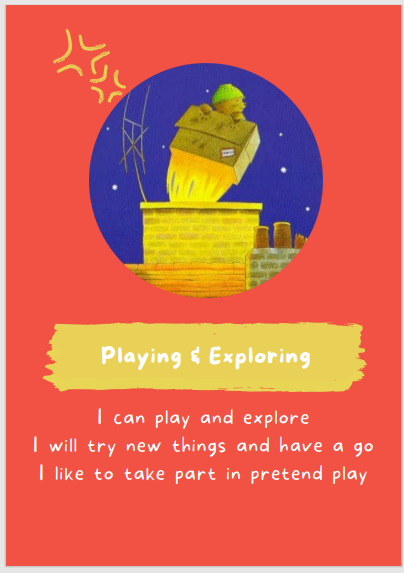 Playing & Exploring
I can play and explore
I will try new things and have a go
I like to take part in pretend play